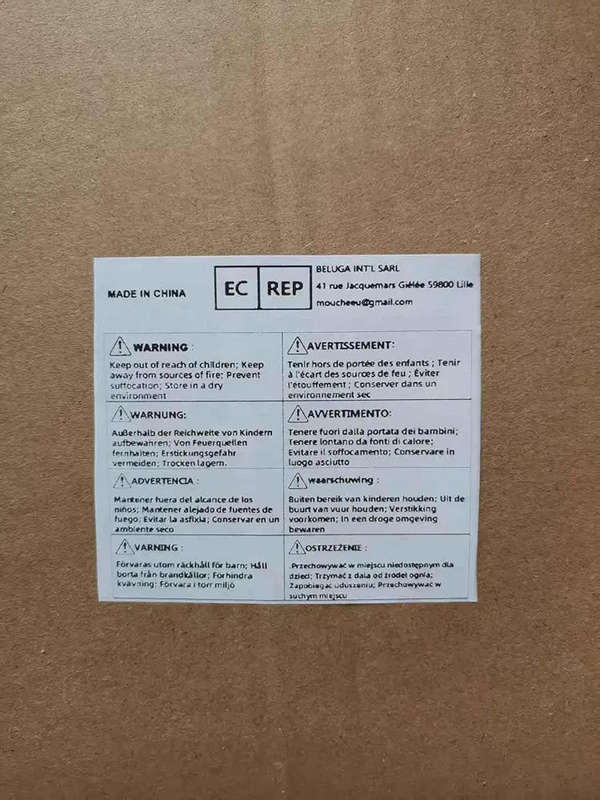 MADE IN CHINA
EC REP
BELUGA INT'L SARL
41 rue Jacquemars Giélée 59800 Lille
moucheeu@gmail.com
WARNING :
Keep out of reach of children; Keep
away from sources of fire; Prevent
suffocation; Store in a dry
environment
AVERTISSEMENT:
Tenir hors de portée des enfants ; Tenir
à l'écart des sources de feu ; Éviter
l'étouffement ; Conserver dans un
environnement sec
WARNUNG:
Außerhalb der Reichweite von Kindern
aufbewahren; Von Feuerquellen
fernhalten; Erstickungsgefahr
vermeiden; Trocken lagern.
AVVERTIMENTO:
Tenere fuori dalla portata dei bambini;
Tenere lontano da fonti di calore;
Evitare il soffocamento; Conservare in
luogo asciutto
ADVERTENCIA :
Mantener fuera del alcance de los
niños; Mantener alejado de fuentes de
fuego; Evitar la asfixia; Conservar en un
ambiente seco
waarschuwing :
Buiten bereik van kinderen houden; Uit de
buurt van vuur houden; Verstikking
voorkomen; In een droge omgeving
bewaren
VARNING :
Förvaras utom räckhåll för barn; Håll
borta från brandkällor; Förhindra
kvävning; Förvara i torr miljö
OSTRZEŻENIE :
.Przechowywać w miejscu niedostępnym dla
dzieci; Trzymać z dala od źródeł ognia;
Zapobiegać uduszeniu; Przechowywać w
suchym miejscu